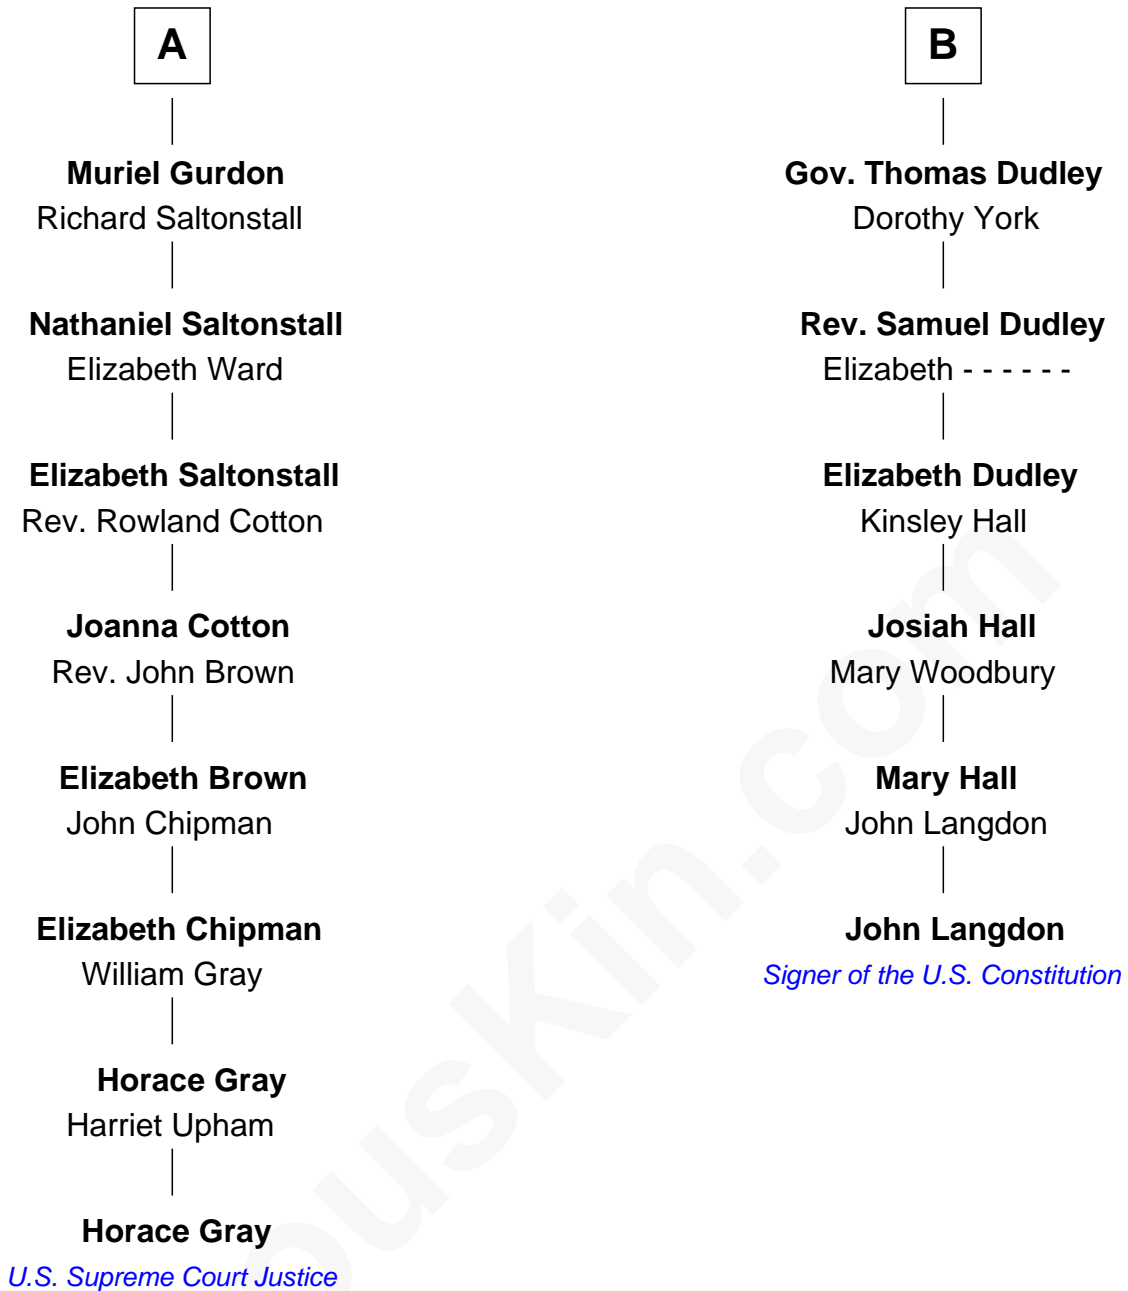 A
Muriel Gurdon
Richard Saltonstall
Nathaniel Saltonstall
Elizabeth Ward
Elizabeth Saltonstall
Rev. Rowland Cotton
Joanna Cotton
Rev. John Brown
Elizabeth Brown
John Chipman
Elizabeth Chipman
William Gray
Horace Gray
Harriet Upham
Horace Gray
U.S. Supreme Court Justice
B
Gov. Thomas Dudley
Dorothy York
Rev. Samuel Dudley
Elizabeth - - - - - -
Elizabeth Dudley
Kinsley Hall
Josiah Hall
Mary Woodbury
Mary Hall
John Langdon
John Langdon
Signer of the U.S. Constitution
ousKin.com